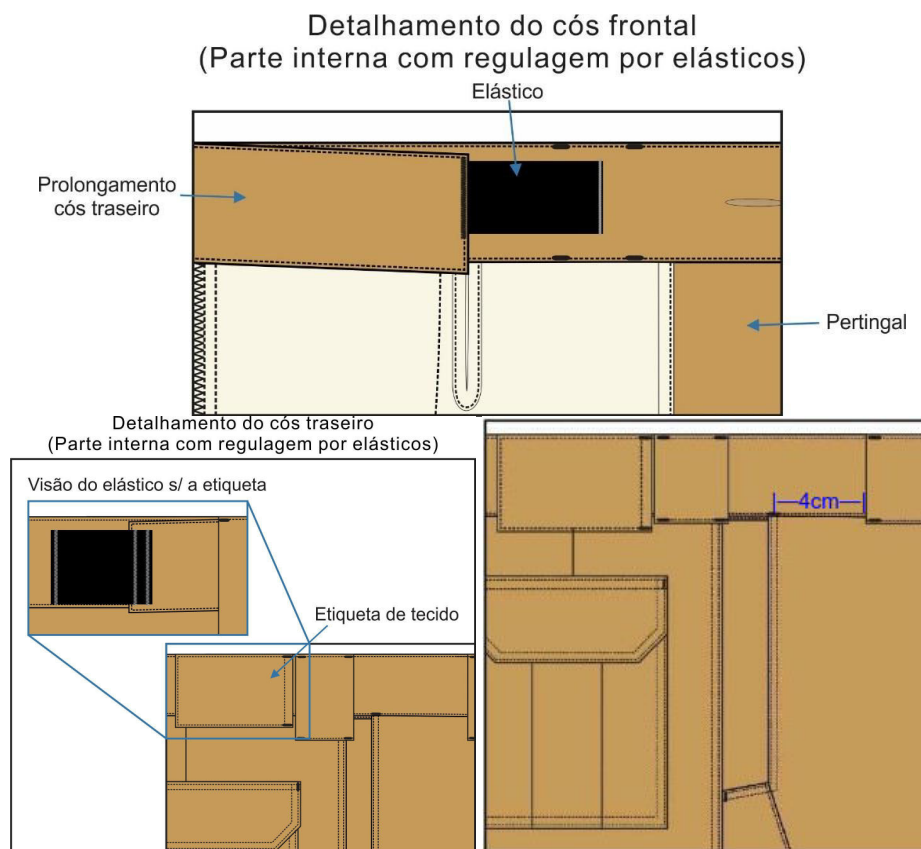 Detalhamento do cós frontal
(Parte interna com regulagem por elásticos)
Elástico
Prolongamento
cós traseiro
Pertingal
Detalhamento do cós traseiro
(Parte interna com regulagem por elásticos)
Visão do elástico s/ a etiqueta
Etiqueta de tecido
4cm